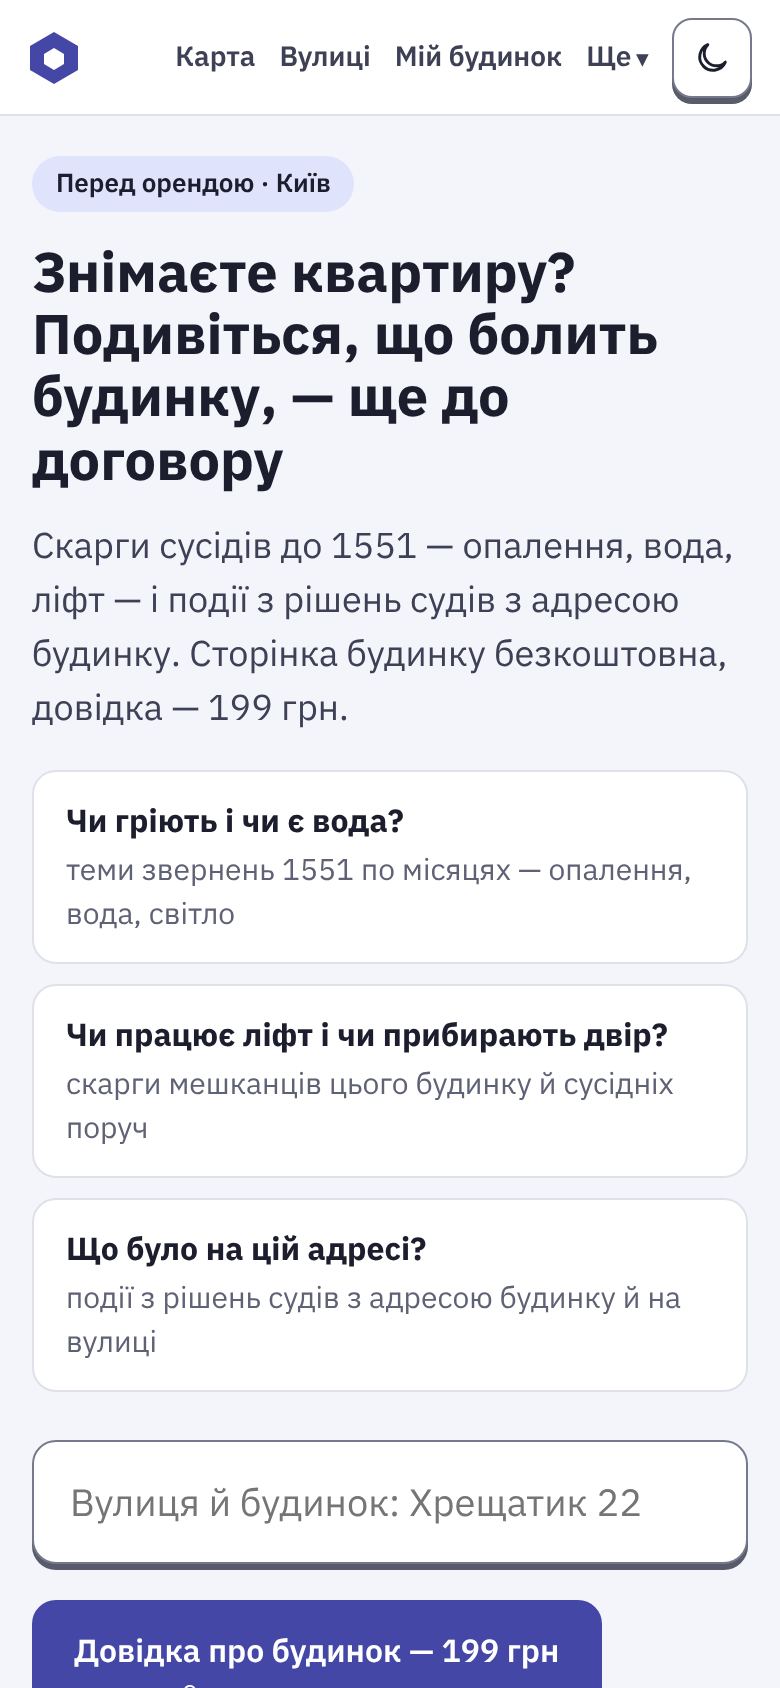 Карта Вулиці Мій будинок Ще ▾
Перед орендою · Київ
Знімаєте квартиру?
Подивіться, що болить
будинку, — ще до
договору
Скарги сусідів до 1551 — опалення, вода,
ліфт — і події з рішень судів з адресою
будинку. Сторінка будинку безкоштовна,
довідка — 199 грн.
Чи гріють і чи є вода?
теми звернень 1551 по місяцях — опалення,
вода, світло
Чи працює ліфт і чи прибирають двір?
скарги мешканців цього будинку й сусідніх
поруч
Що було на цій адресі?
події з рішень судів з адресою будинку й на
вулиці
Вулиця й будинок: Хрещатик 22
Довідка про будинок — 199 грн